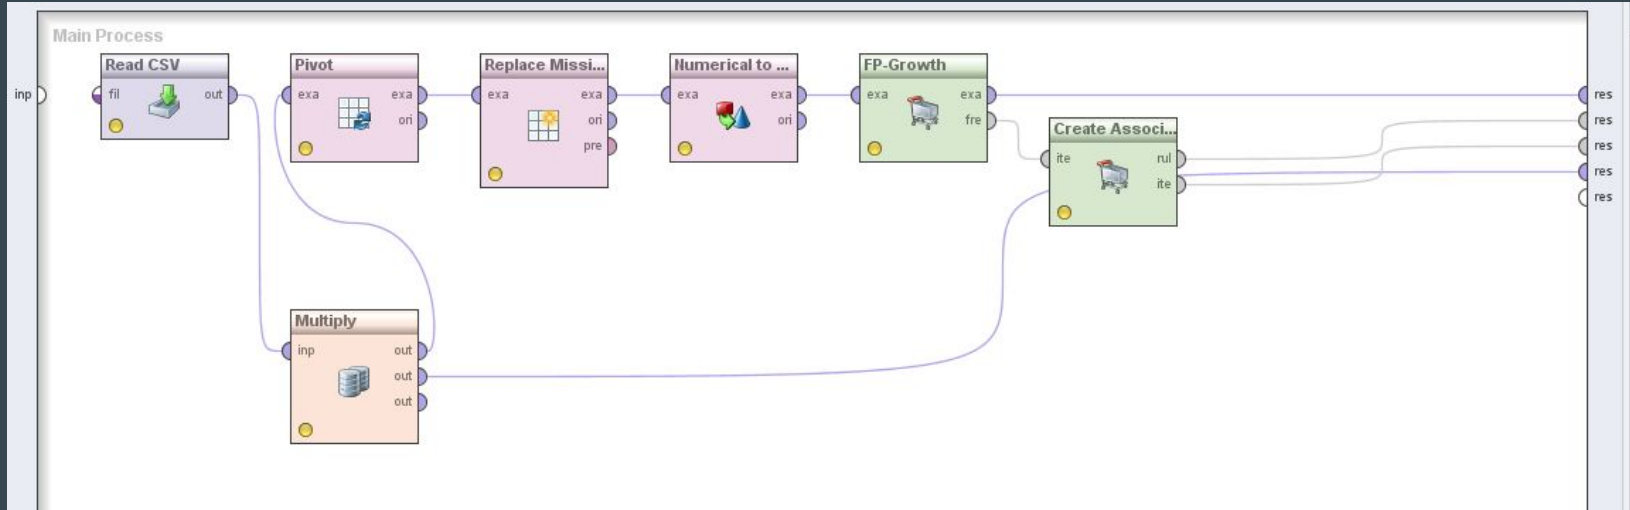 Main Process
Read CSV
Pivot
Replace Missi...
Numerical to ...
FP-Growth
inp
fil
out
exa
exa
exa
exa
exa
exa
exa
exa
res
ori
ori
ori
fre
res
Create Associ...
pre
res
ite
rul
res
ite
res
Multiply
inp
out
out
out